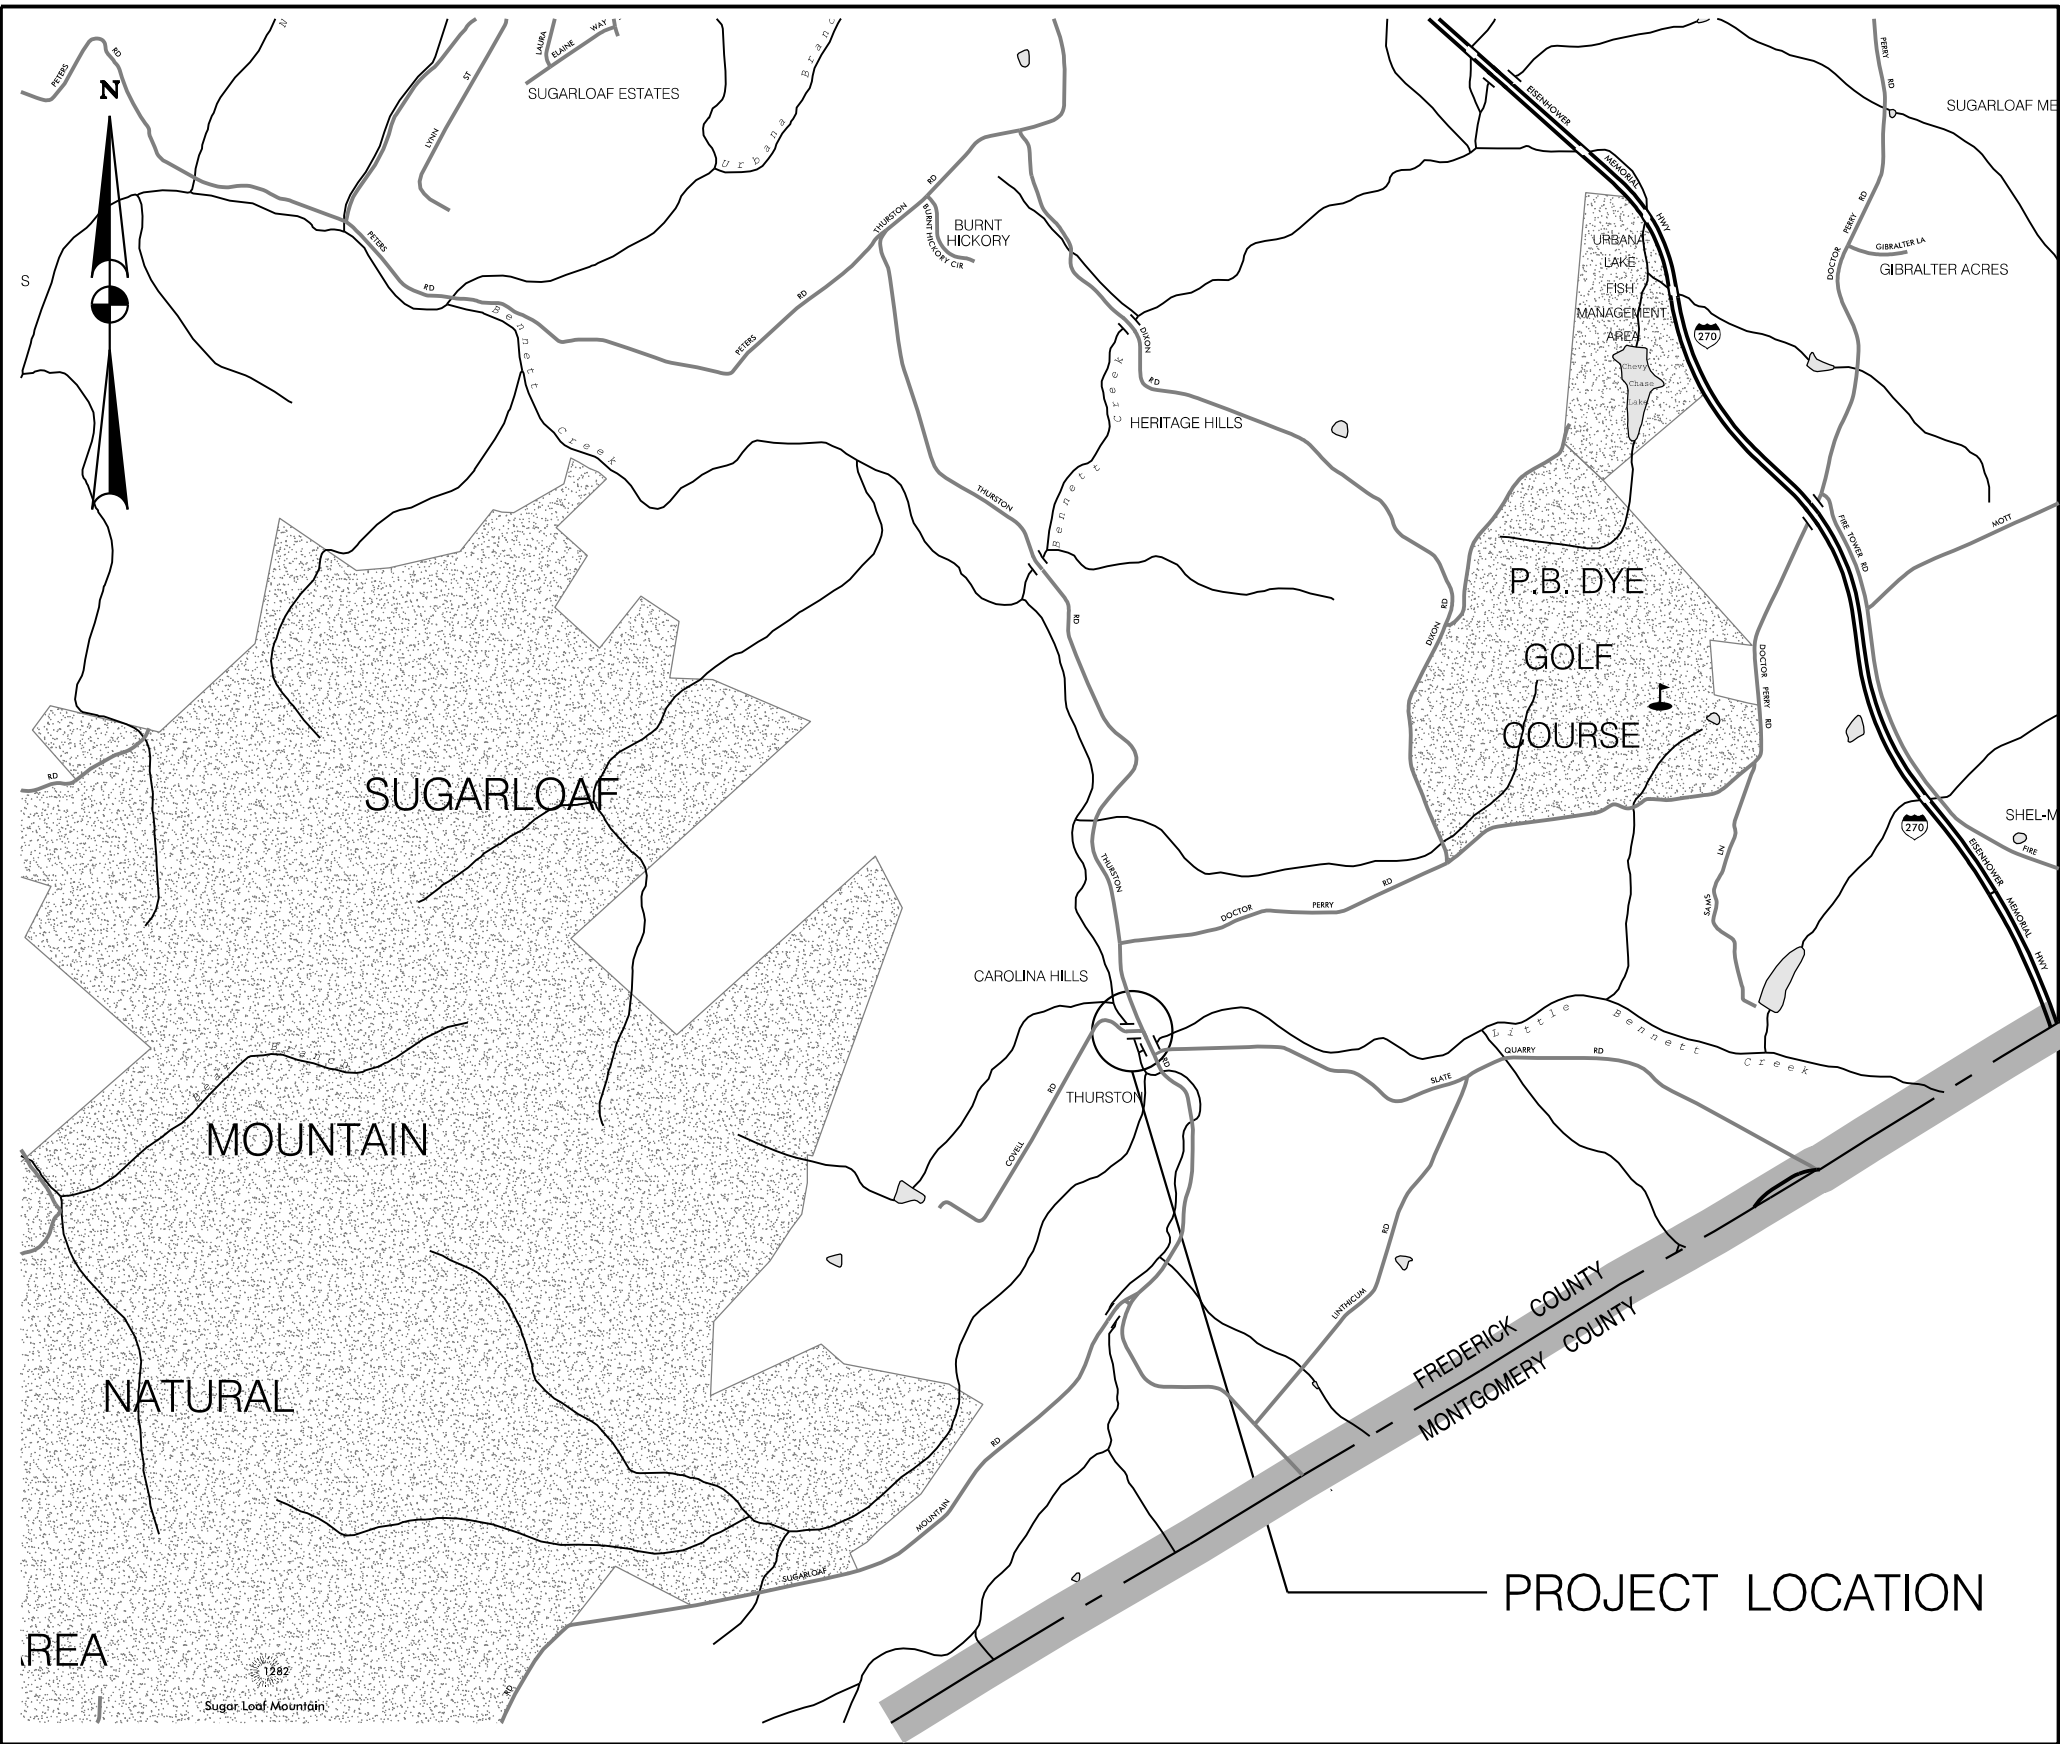 N
PETERS
RD
N
LAURA
ELAINE
WAY
SUGARLOAF ESTATES
ST
LYNN
Urbana Branc
EISENHOWER
MEMORIAL
HWY
PERRY
RD
SUGARLOAF ME
S
PETERS
RD
Bennett
Creek
PETERS
RD
THURSTON
RD
BURNT HICKORY CIR
BURNT
HICKORY
DIXON
RD
Bennett
Creek
HERITAGE HILLS
URBANA
LAKE
FISH
MANAGEMENT
AREA
Chevy
Chase
Lake
270
DOCTOR
PERRY
RD
GIBRALTER LA
GIBRALTER ACRES
THURSTON
RD
DIXON
RD
P.B. DYE
GOLF
COURSE
FIRE TOWER
RD
MOTT
DOCTOR
PERRY
RD
RD
SUGARLOAF
MOUNTAIN
NATURAL
AREA
THURSTON
RD
DOCTOR
PERRY
RD
SAMS
LN
270
SHEL-M
FIRE
EISENHOWER
MEMORIAL
HWY
CAROLINA HILLS
THURSTON
COVELL
RD
Little
Bennett
Creek
SLATE
QUARRY
RD
Bear Branch
LINTHICUM
RD
FREDERICK COUNTY
MONTGOMERY COUNTY
SUGARLOAF
MOUNTAIN
RD
RD
PROJECT LOCATION
1282
Sugar Loaf Mountain